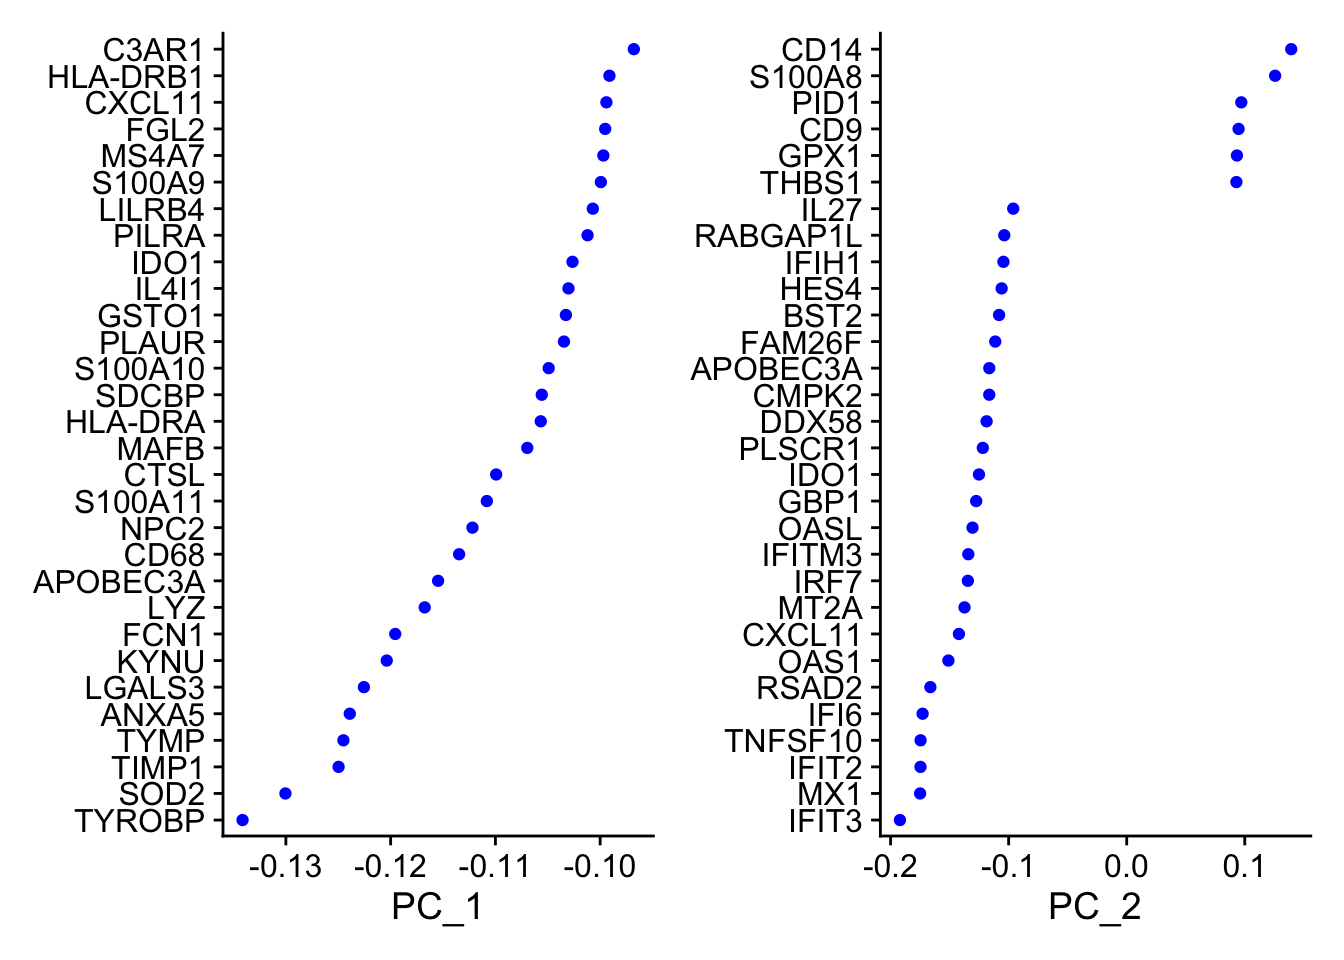 C3AR1
HLA-DRB1
CXCL11
FGL2
MS4A7
S100A9
LILRB4
PILRA
IDO1
IL4I1
GSTO1
PLAUR
S100A10
SDCBP
HLA-DRA
MAFB
CTSL
S100A11
NPC2
CD68
APOBEC3A
LYZ
FCN1
KYNU
LGALS3
ANXA5
TYMP
TIMP1
SOD2
TYROBP
-0.13 -0.12 -0.11 -0.10
PC_1
CD14
S100A8
PID1
CD9
GPX1
THBS1
IL27
RABGAP1L
IFIH1
HES4
BST2
FAM26F
APOBEC3A
CMPK2
DDX58
PLSCR1
IDO1
GBP1
OASL
IFITM3
IRF7
MT2A
CXCL11
OAS1
RSAD2
IFI6
TNFSF10
IFIT2
MX1
IFIT3
-0.2 -0.1 0.0 0.1
PC_2